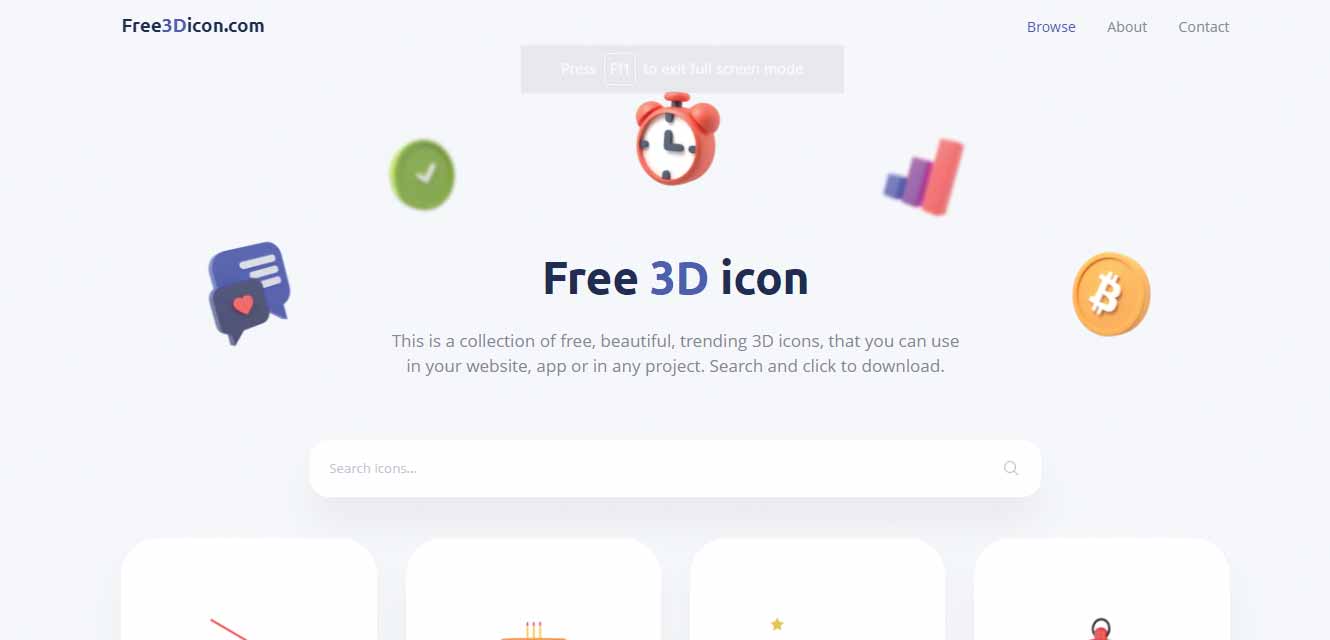 Free3Dicon.com
Browse
About
Contact
Press F11 to exit full screen mode
Free 3D icon
This is a collection of free, beautiful, trending 3D icons, that you can use
in your website, app or in any project. Search and click to download.
Search icons...